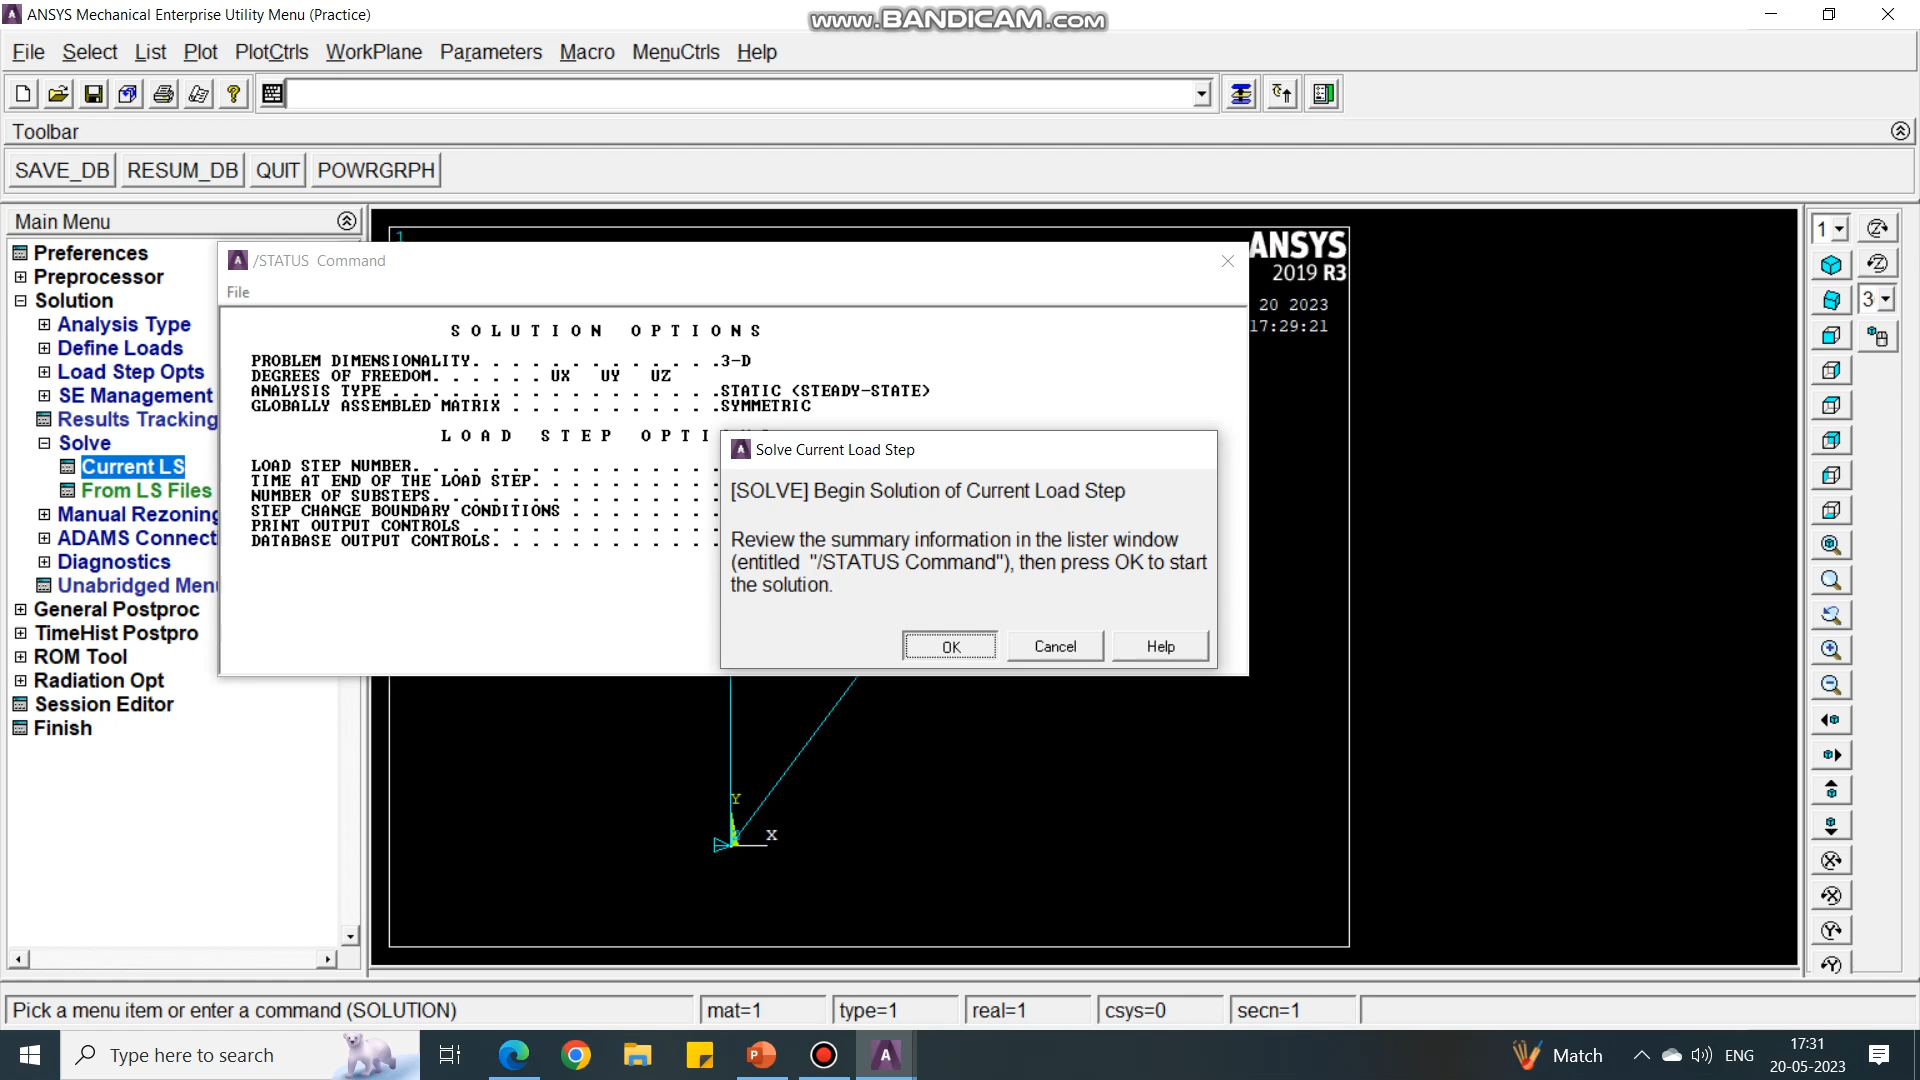 ANSYS Mechanical Enterprise Utility Menu (Practice)
www.BANDICAM.com
File Select List Plot PlotCtrls WorkPlane Parameters Macro MenuCtrls Help
Toolbar
SAVE_DB RESUM_DB QUIT POWRGRPH
Main Menu
Preferences
Preprocessor
Solution
Analysis Type
Define Loads
Load Step Opts
SE Management
Results Tracking
Solve
Current LS
From LS Files
Manual Rezoning
ADAMS Connect
Diagnostics
Unabridged Menu
General Postproc
TimeHist Postpro
ROM Tool
Radiation Opt
Session Editor
Finish
1
/STATUS Command
File
S O L U T I O N   O P T I O N S
PROBLEM DIMENSIONALITY. . . . . . . . . . . . .3-D
DEGREES OF FREEDOM. . . . . . UX   UY   UZ
ANALYSIS TYPE . . . . . . . . . . . . . . . . .STATIC (STEADY-STATE)
GLOBALLY ASSEMBLED MATRIX . . . . . . . . . . .SYMMETRIC
L O A D   S T E P   O P T I
LOAD STEP NUMBER. . . . . . . . . . . . . . . .
TIME AT END OF THE LOAD STEP. . . . . . . . . .
NUMBER OF SUBSTEPS. . . . . . . . . . . . . . .
STEP CHANGE BOUNDARY CONDITIONS . . . . . . . .
PRINT OUTPUT CONTROLS . . . . . . . . . . . . .
DATABASE OUTPUT CONTROLS. . . . . . . . . . . .
Solve Current Load Step
[SOLVE] Begin Solution of Current Load Step
Review the summary information in the lister window
(entitled "/STATUS Command"), then press OK to start
the solution.
OK Cancel Help
ANSYS
2019 R3
20 2023
17:29:21
Y
X
1
3
Pick a menu item or enter a command (SOLUTION) mat=1 type=1 real=1 csys=0 secn=1
Type here to search
Match
ENG
17:31
20-05-2023